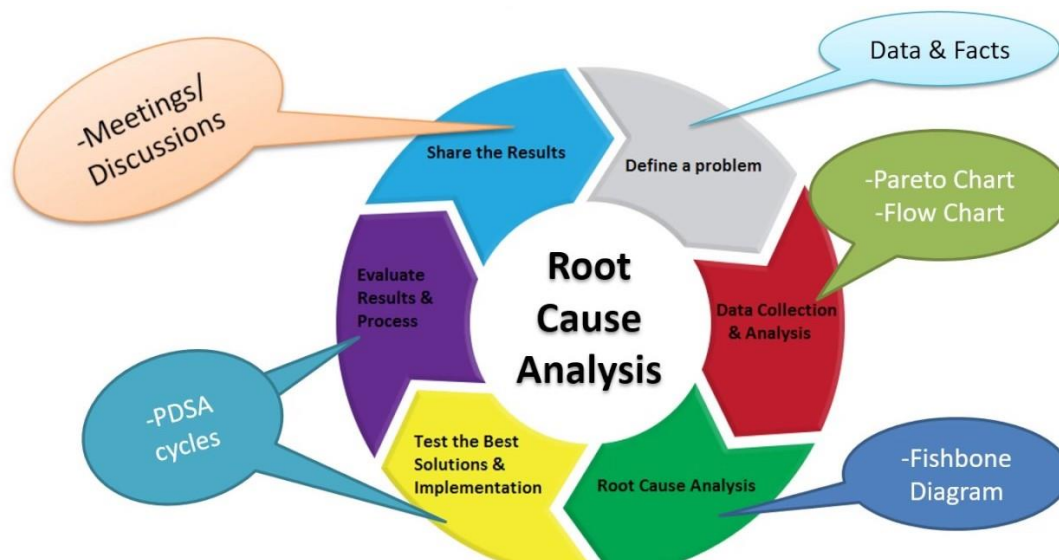 -Meetings/
Discussions
Data & Facts
Share the Results
Define a problem
-Pareto Chart
-Flow Chart
Root
Cause
Analysis
Evaluate
Results &
Process
Data Collection
& Analysis
-PDSA
cycles
Test the Best
Solutions &
Implementation
Root Cause Analysis
-Fishbone
Diagram